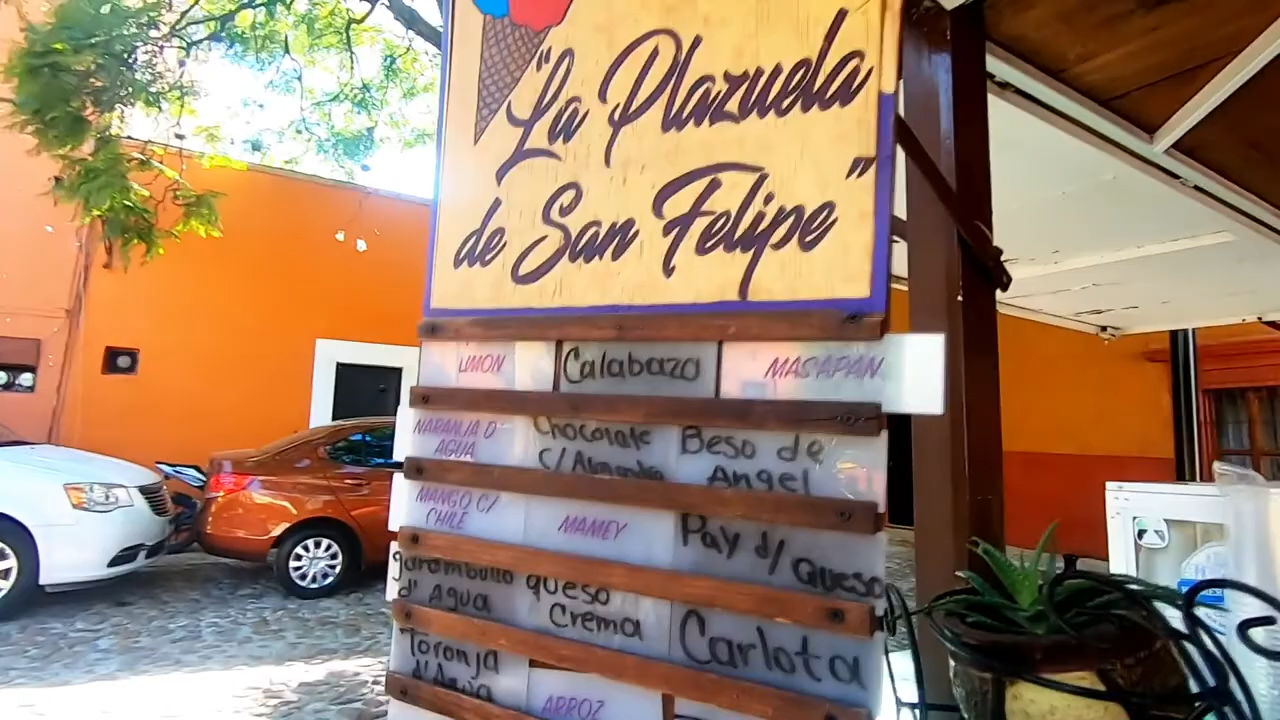 "La Plazuela
de San Felipe"
LIMON
Calabaza
MASAPAN
NARANJA D
AGUA
Chocolate
C/ Almendra
Beso de
Angel
MANGO C/
CHILE
MAMEY
Pay d/ Queso
garambullo
d' Agua
queso
Crema
Carlota
Toronja
d'Agua
ARROZ